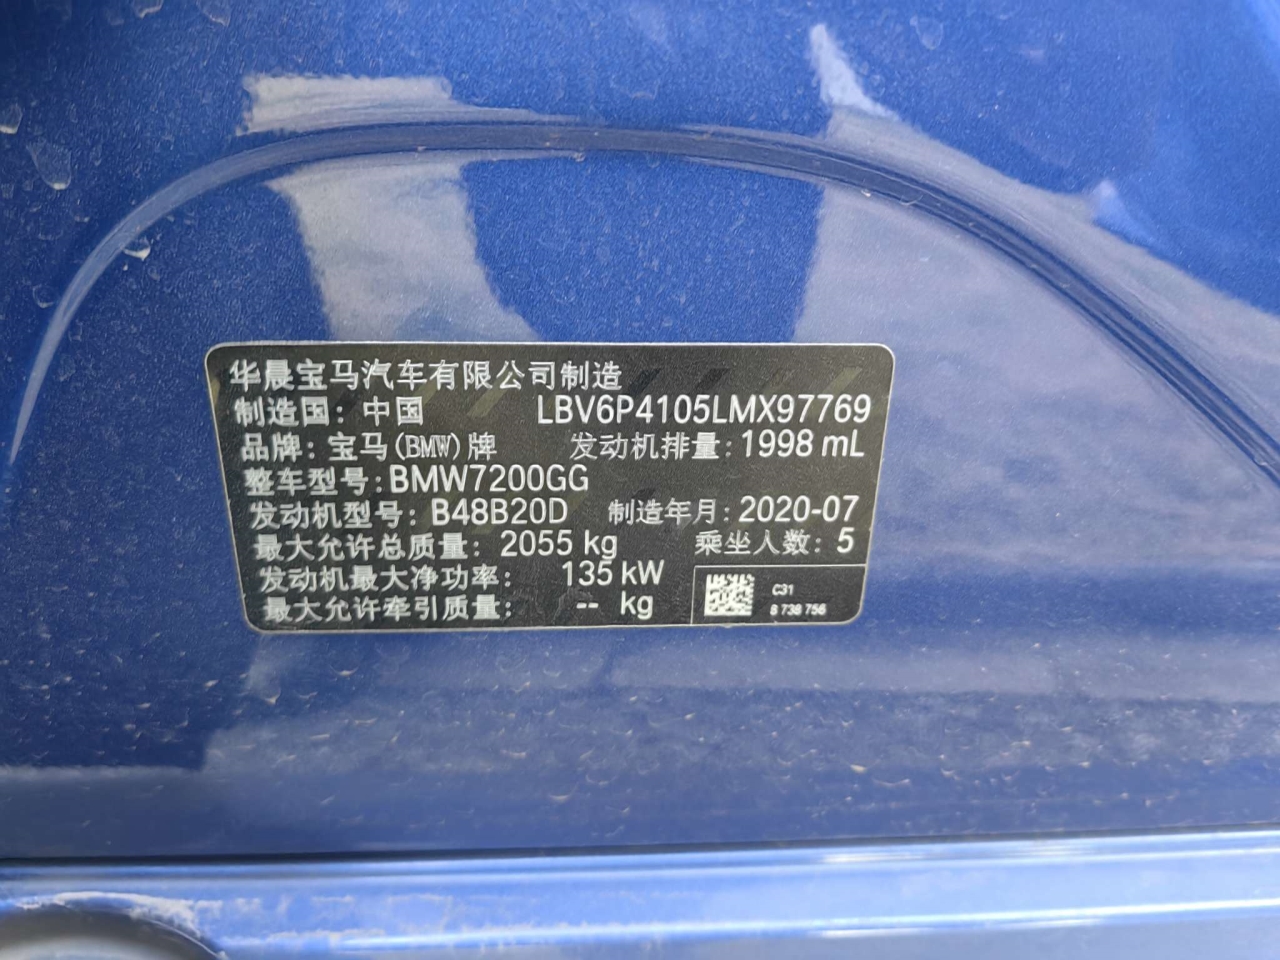 华晨宝马汽车有限公司制造
制造国：中国 LBV6P4105LMX97769
品牌：宝马(BMW)牌 发动机排量：1998 mL
整车型号：BMW7200GG
发动机型号：B48B20D 制造年月：2020-07
最大允许总质量：2055 kg 乘坐人数：5
发动机最大净功率：135 kW
最大允许牵引质量：-- kg
C31
8 738 756